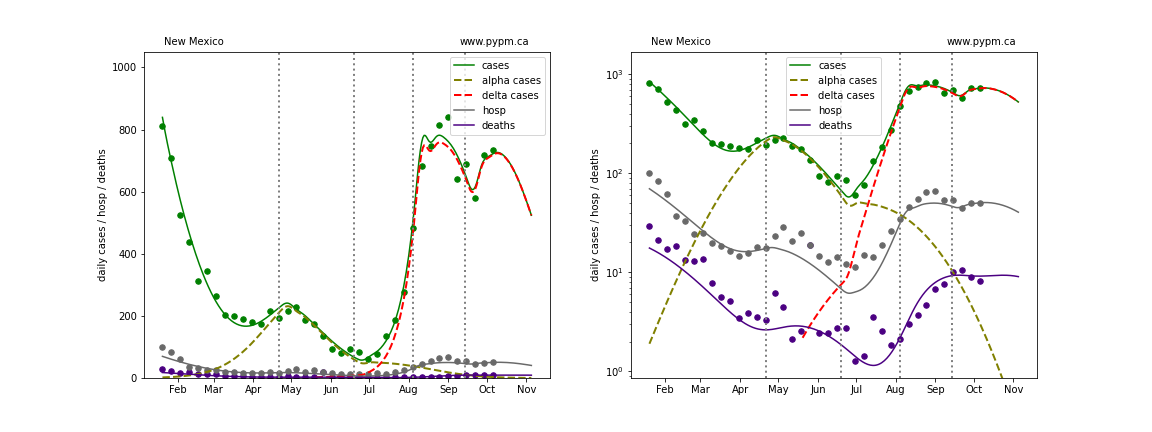 New Mexico
www.pypm.ca
daily cases / hosp / deaths
1000
800
600
400
200
0
cases
alpha cases
delta cases
hosp
deaths
Feb
Mar
Apr
May
Jun
Jul
Aug
Sep
Oct
Nov
New Mexico
www.pypm.ca
daily cases / hosp / deaths
10³
10²
10¹
10⁰
cases
alpha cases
delta cases
hosp
deaths
Feb
Mar
Apr
May
Jun
Jul
Aug
Sep
Oct
Nov